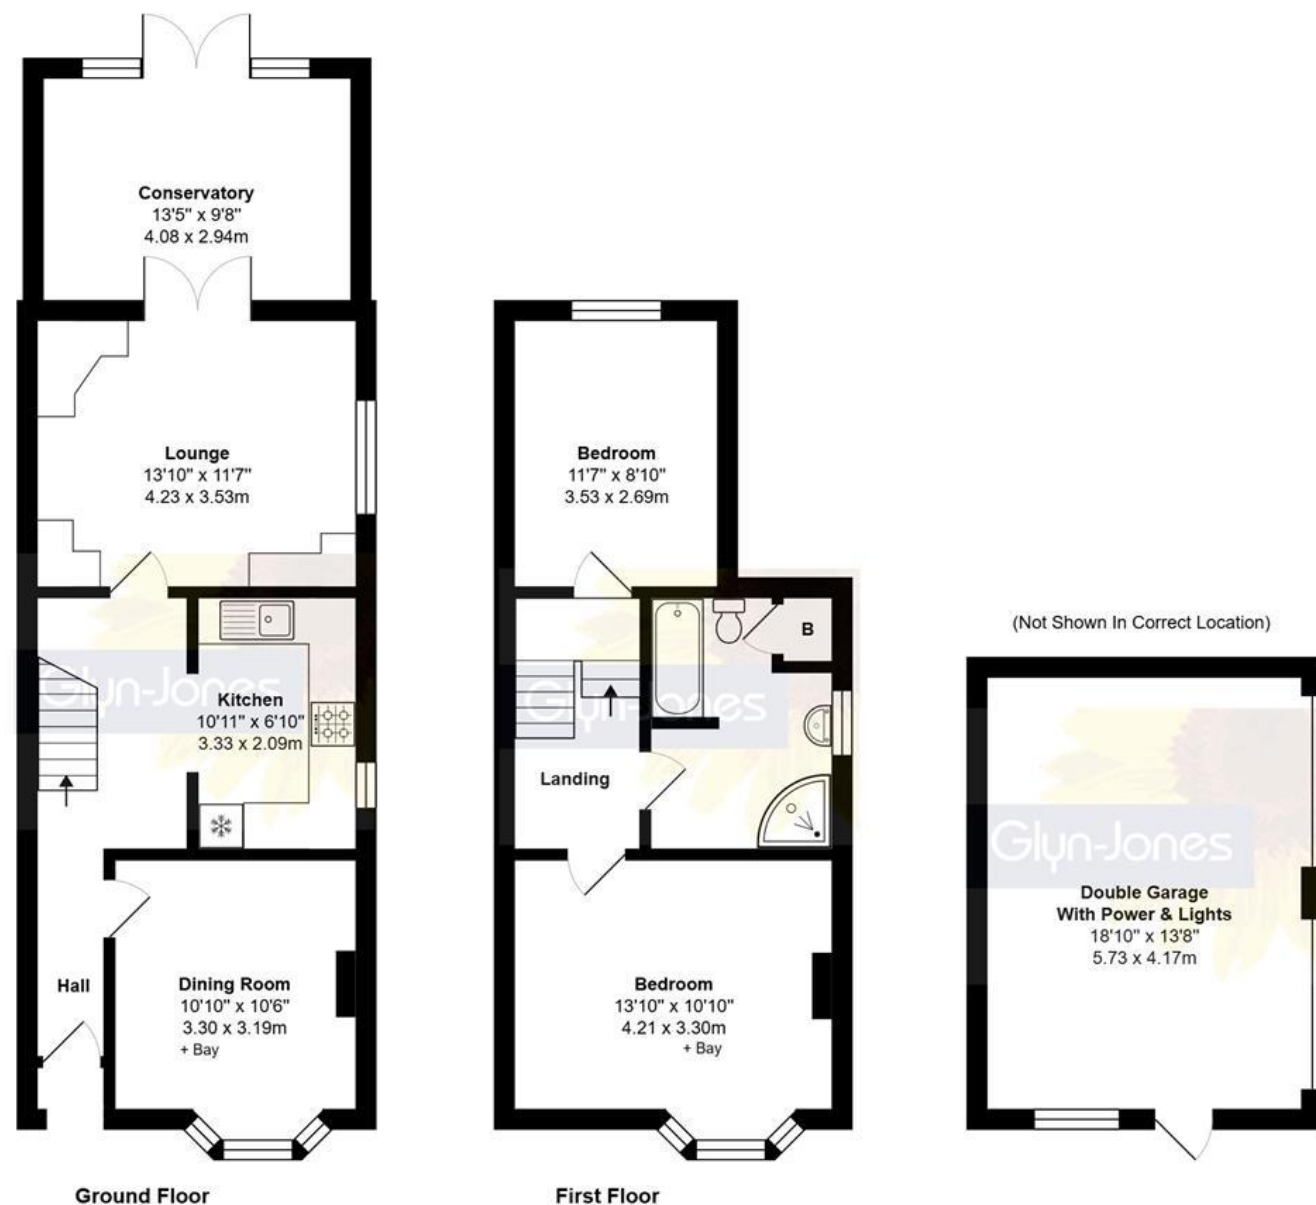 Conservatory
13'5" x 9'8"
4.08 x 2.94m
Lounge
13'10" x 11'7"
4.23 x 3.53m
Glyn-Jones
Kitchen
10'11" x 6'10"
3.33 x 2.09m
Hall
Dining Room
10'10" x 10'6"
3.30 x 3.19m
+ Bay
Ground Floor
Bedroom
11'7" x 8'10"
3.53 x 2.69m
B
Glyn-Jones
Landing
Bedroom
13'10" x 10'10"
4.21 x 3.30m
+ Bay
First Floor
(Not Shown In Correct Location)
Glyn-Jones
Double Garage
With Power & Lights
18'10" x 13'8"
5.73 x 4.17m